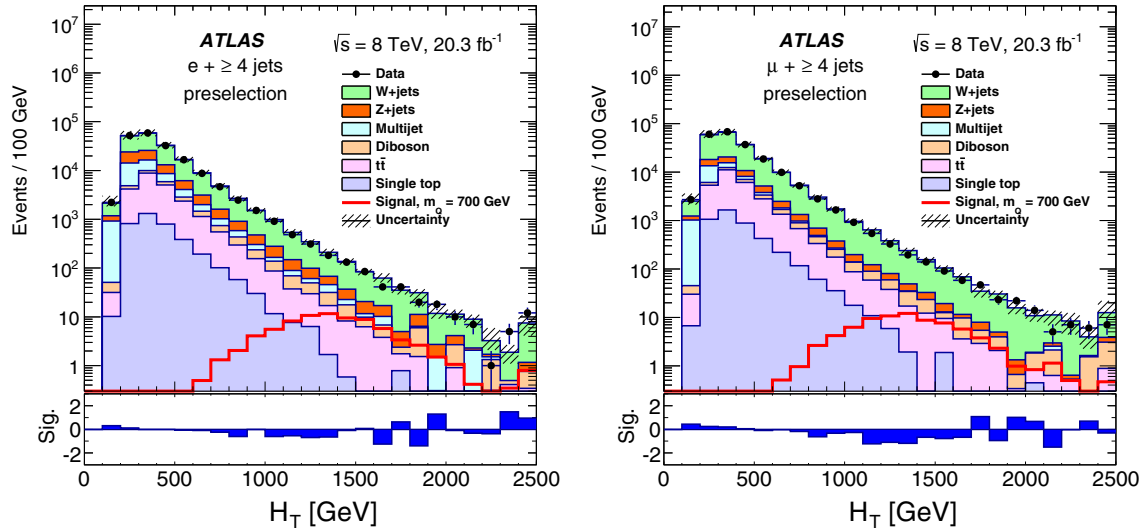 Events / 100 GeV
10⁷
10⁶
10⁵
10⁴
10³
10²
10
1
ATLAS
e + ≥ 4 jets
preselection
√s = 8 TeV, 20.3 fb⁻¹
Data
W+jets
Z+jets
Multijet
Diboson
tt̄
Single top
Signal, m_Q = 700 GeV
Uncertainty
Sig.
2
0
-2
0 500 1000 1500 2000 2500
H_T [GeV]
Events / 100 GeV
10⁷
10⁶
10⁵
10⁴
10³
10²
10
1
ATLAS
μ + ≥ 4 jets
preselection
√s = 8 TeV, 20.3 fb⁻¹
Data
W+jets
Z+jets
Multijet
Diboson
tt̄
Single top
Signal, m_Q = 700 GeV
Uncertainty
Sig.
2
0
-2
0 500 1000 1500 2000 2500
H_T [GeV]